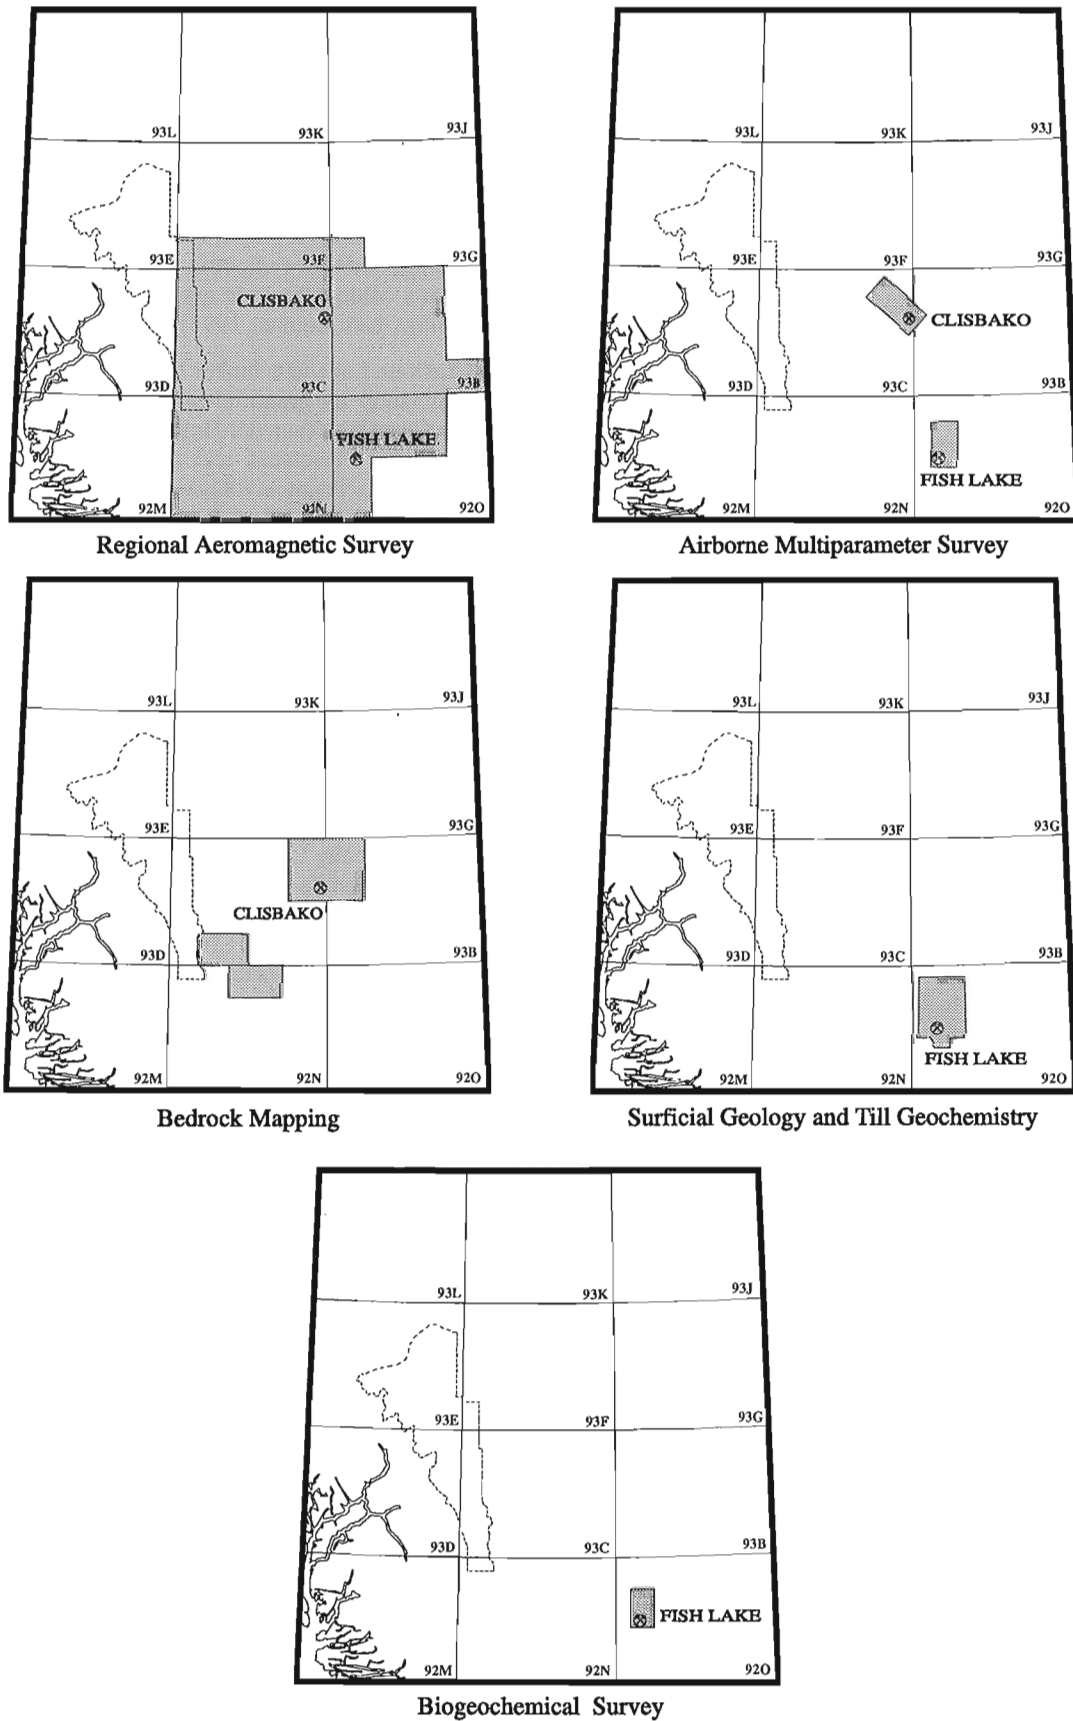 93L 93K 93J
93E 93F 93G
CLISBAKO
93D 93C 93B
FISH LAKE
92M 92N 92O
Regional Aeromagnetic Survey
93L 93K 93J
93E 93F 93G
CLISBAKO
93D 93C 93B
FISH LAKE
92M 92N 92O
Airborne Multiparameter Survey
93L 93K 93J
93E 93G
CLISBAKO
93D 93B
92M 92N 92O
Bedrock Mapping
93L 93K 93J
93E 93F 93G
93D 93C 93B
FISH LAKE
92M 92N 92O
Surficial Geology and Till Geochemistry
93L 93K 93J
93E 93F 93G
93D 93C 93B
FISH LAKE
92M 92N 92O
Biogeochemical Survey